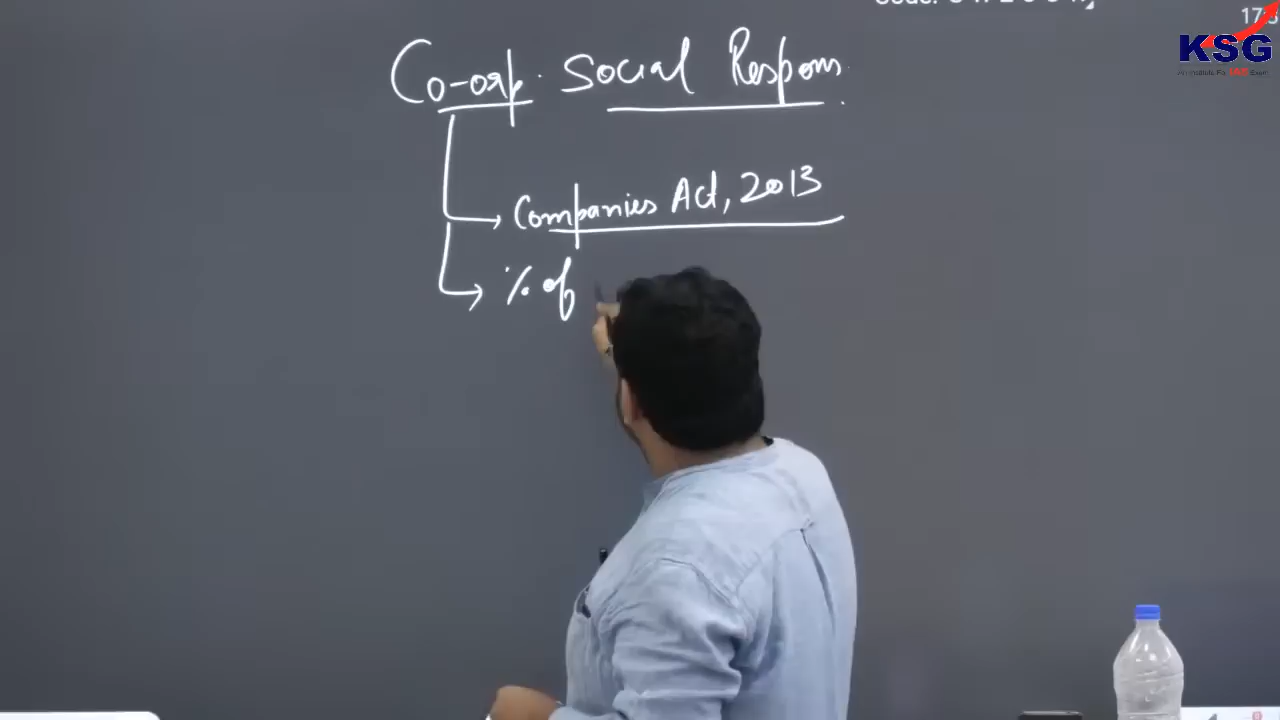 KSG
Co-orp. Social Respons.
Companies Act, 2013
% of